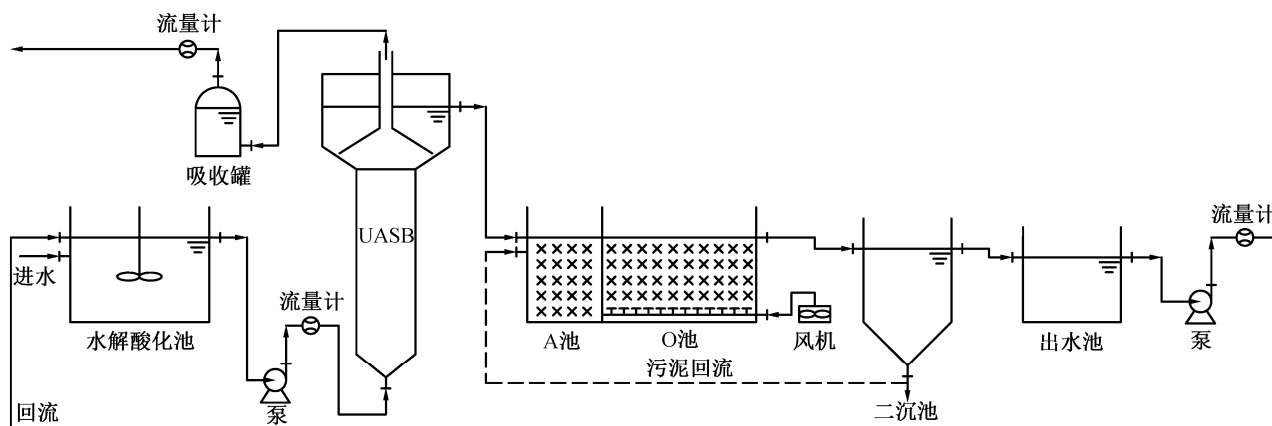 流量计
吸收罐
UASB
流量计
进水
流量计
水解酸化池
A池
O池
风机
出水池
泵
污泥回流
泵
回流
二沉池